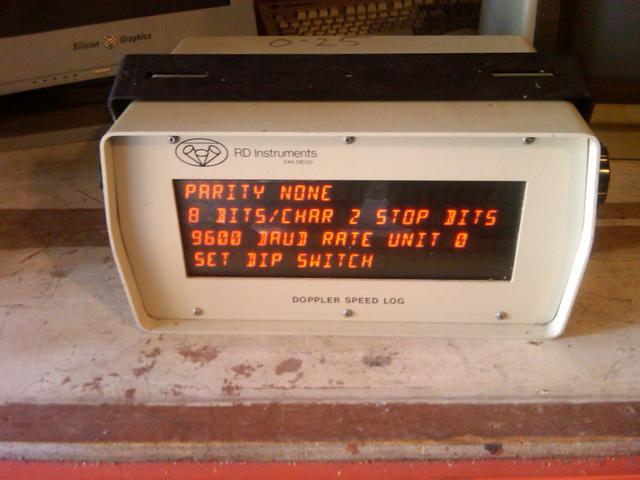 Silicon Graphics
0-25
RD Instruments
SAN DIEGO
PARITY NONE
8 BITS/CHAR 2 STOP BITS
9600 BAUD RATE UNIT 0
SET DIP SWITCH
DOPPLER SPEED LOG